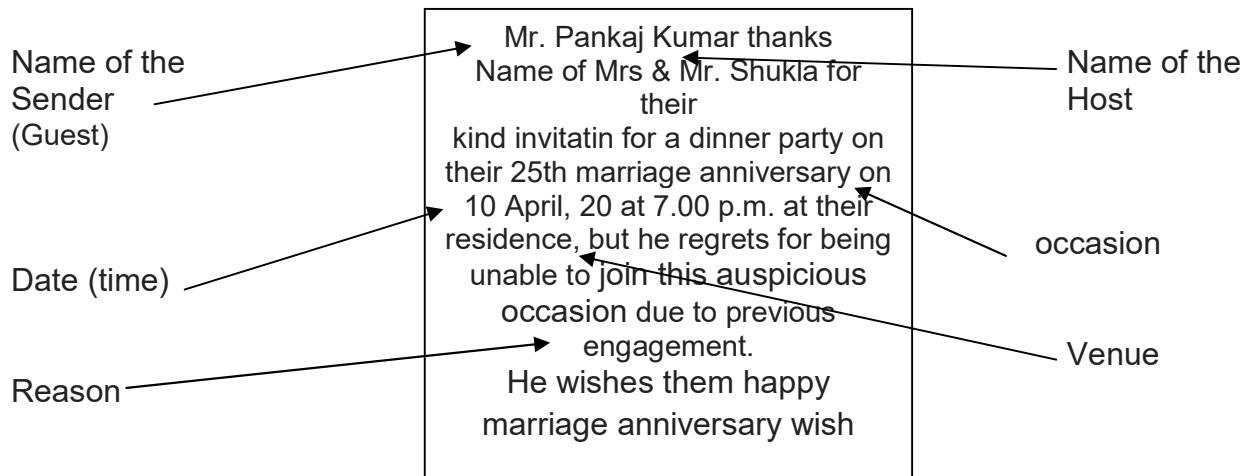 Name of the
Sender
(Guest)
Date (time)
Reason
Mr. Pankaj Kumar thanks
Name of Mrs & Mr. Shukla for
their
kind invitatin for a dinner party on
their 25th marriage anniversary on
10 April, 20 at 7.00 p.m. at their
residence, but he regrets for being
unable to join this auspicious
occasion due to previous
engagement.
He wishes them happy
marriage anniversary wish
Name of the
Host
occasion
Venue